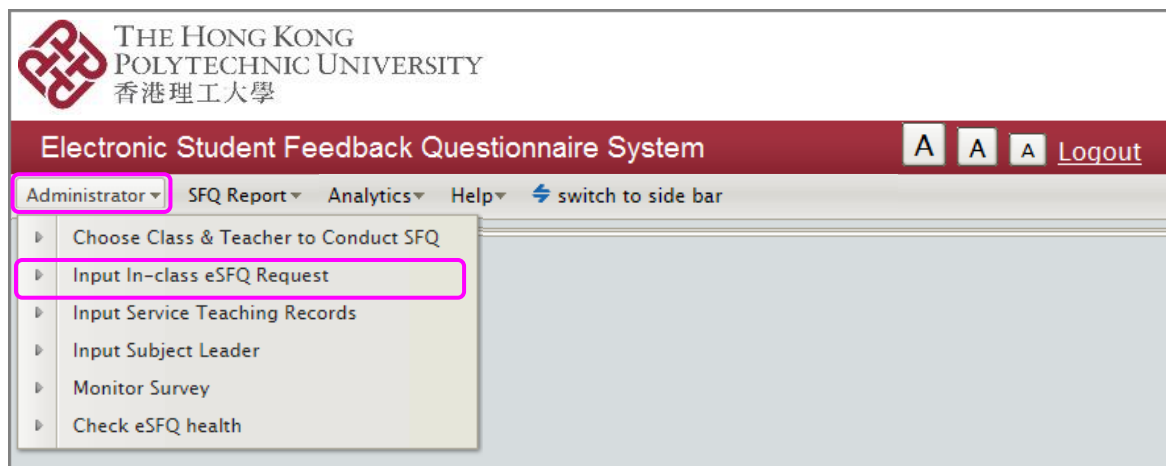 THE HONG KONG
POLYTECHNIC UNIVERSITY
香港理工大學
Electronic Student Feedback Questionnaire System A A A Logout
Administrator SFQ Report Analytics Help switch to side bar
Choose Class & Teacher to Conduct SFQ
Input In-class eSFQ Request
Input Service Teaching Records
Input Subject Leader
Monitor Survey
Check eSFQ health